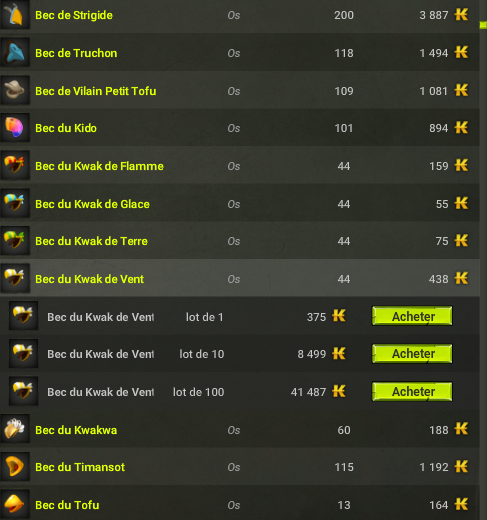 Bec de Strigide Os 200 3 887
Bec de Truchon Os 118 1 494
Bec de Vilain Petit Tofu Os 109 1 081
Bec du Kido Os 101 894
Bec du Kwak de Flamme Os 44 159
Bec du Kwak de Glace Os 44 55
Bec du Kwak de Terre Os 44 75
Bec du Kwak de Vent Os 44 438
Bec du Kwak de Vent lot de 1 375 Acheter
Bec du Kwak de Vent lot de 10 8 499 Acheter
Bec du Kwak de Vent lot de 100 41 487 Acheter
Bec du Kwakwa Os 60 188
Bec du Timansot Os 115 1 192
Bec du Tofu Os 13 164